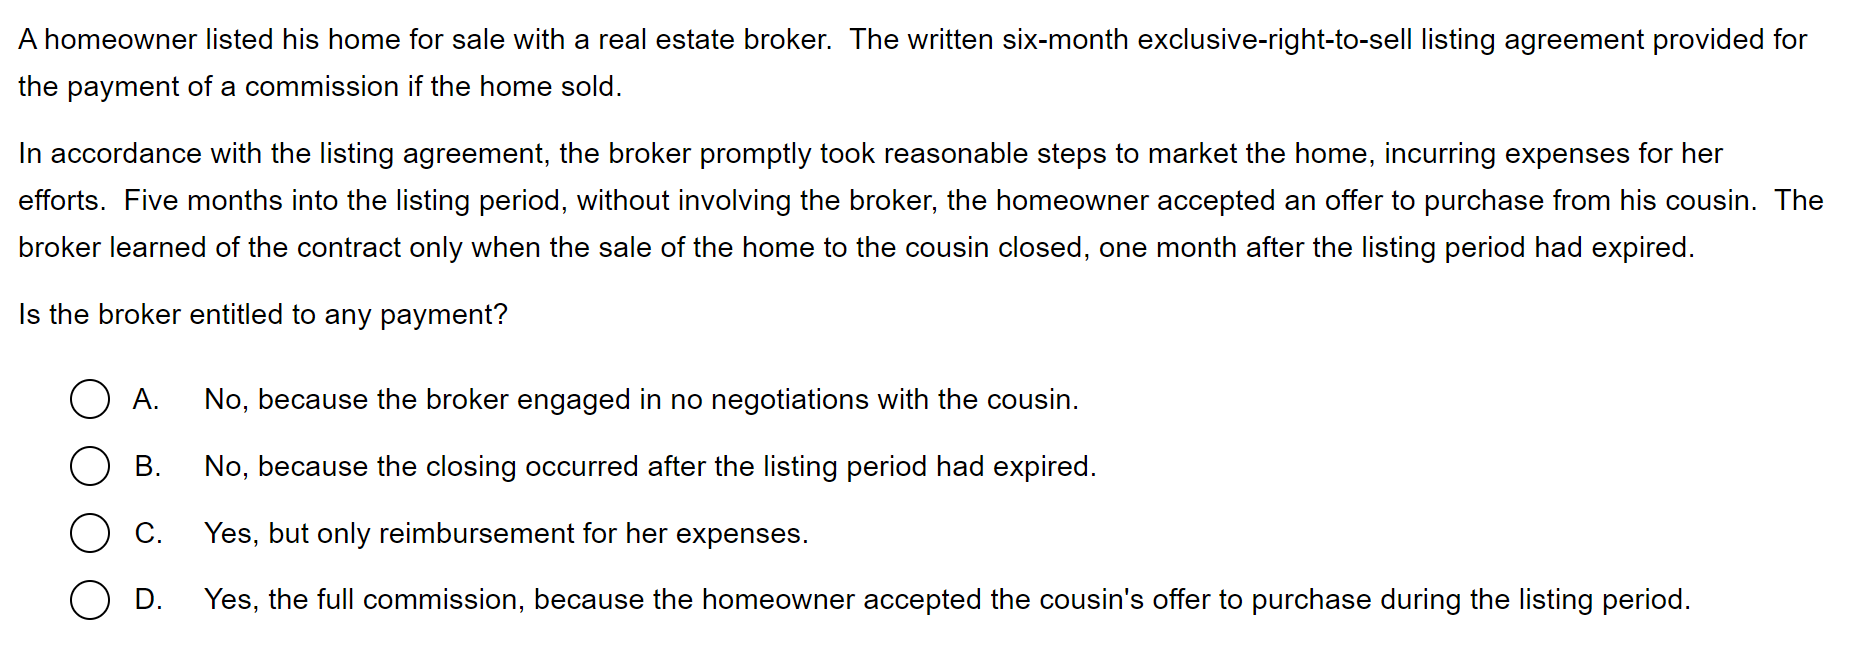 A homeowner listed his home for sale with a real estate broker.  The written six-month exclusive-right-to-sell listing agreement provided for
the payment of a commission if the home sold.
In accordance with the listing agreement, the broker promptly took reasonable steps to market the home, incurring expenses for her
efforts.  Five months into the listing period, without involving the broker, the homeowner accepted an offer to purchase from his cousin.  The
broker learned of the contract only when the sale of the home to the cousin closed, one month after the listing period had expired.
Is the broker entitled to any payment?
A. No, because the broker engaged in no negotiations with the cousin.
B. No, because the closing occurred after the listing period had expired.
C. Yes, but only reimbursement for her expenses.
D. Yes, the full commission, because the homeowner accepted the cousin's offer to purchase during the listing period.